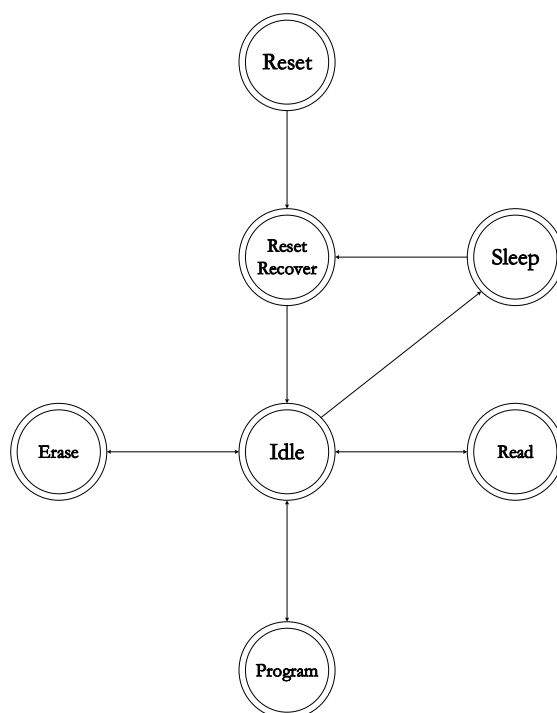 Reset
Reset
Recover
Sleep
Erase
Idle
Read
Program